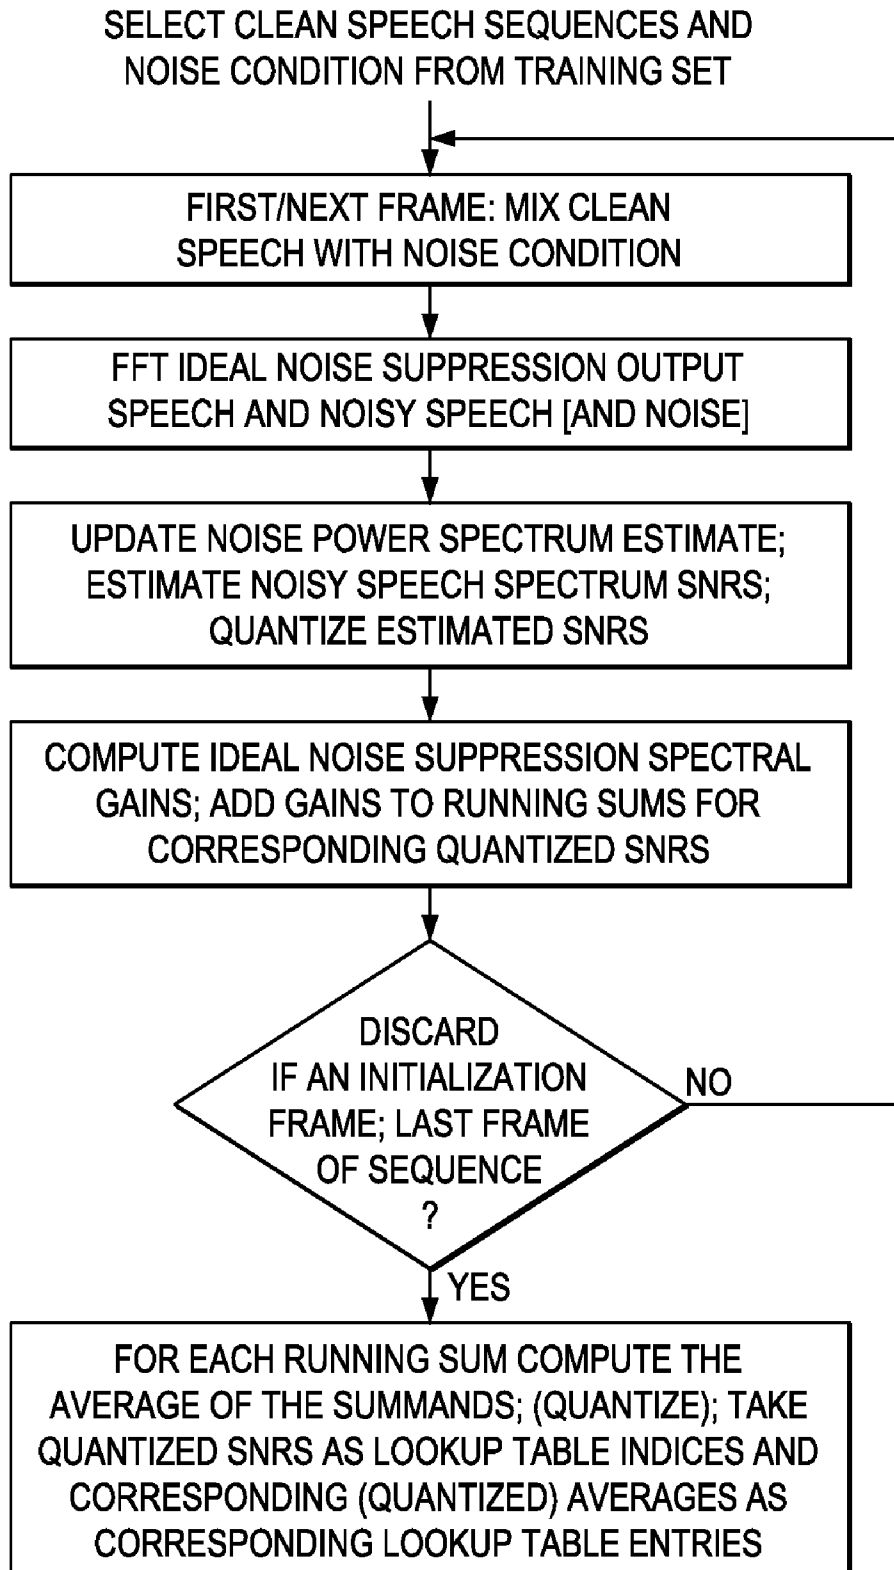 SELECT CLEAN SPEECH SEQUENCES AND
NOISE CONDITION FROM TRAINING SET
FIRST/NEXT FRAME: MIX CLEAN
SPEECH WITH NOISE CONDITION
FFT IDEAL NOISE SUPPRESSION OUTPUT
SPEECH AND NOISY SPEECH [AND NOISE]
UPDATE NOISE POWER SPECTRUM ESTIMATE;
ESTIMATE NOISY SPEECH SPECTRUM SNRS;
QUANTIZE ESTIMATED SNRS
COMPUTE IDEAL NOISE SUPPRESSION SPECTRAL
GAINS; ADD GAINS TO RUNNING SUMS FOR
CORRESPONDING QUANTIZED SNRS
DISCARD
IF AN INITIALIZATION
FRAME; LAST FRAME
OF SEQUENCE
?
NO
YES
FOR EACH RUNNING SUM COMPUTE THE
AVERAGE OF THE SUMMANDS; (QUANTIZE); TAKE
QUANTIZED SNRS AS LOOKUP TABLE INDICES AND
CORRESPONDING (QUANTIZED) AVERAGES AS
CORRESPONDING LOOKUP TABLE ENTRIES